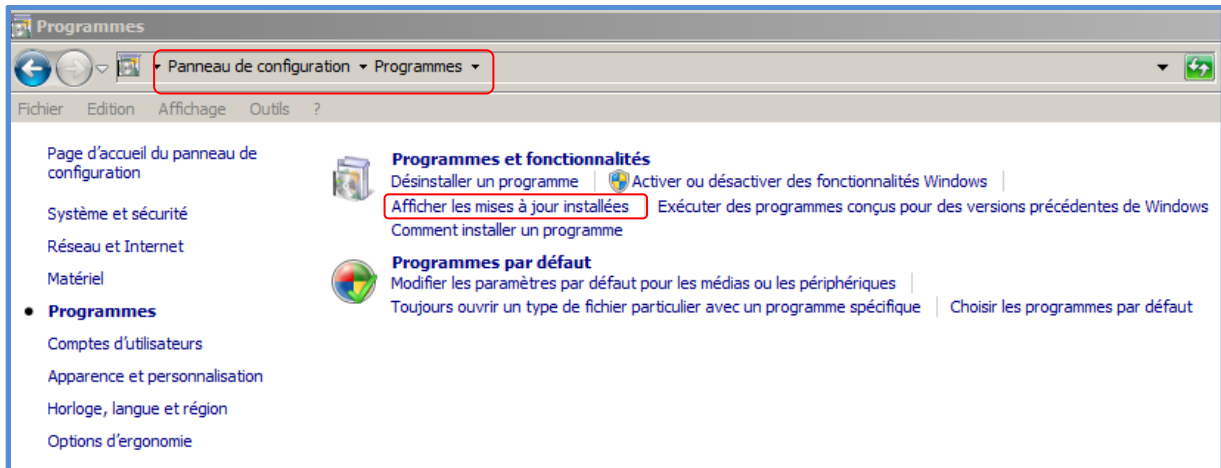 Programmes
Panneau de configuration Programmes
Fichier Edition Affichage Outils ?
Page d'accueil du panneau de
configuration
Système et sécurité
Réseau et Internet
Matériel
Programmes
Comptes d'utilisateurs
Apparence et personnalisation
Horloge, langue et région
Options d'ergonomie
Programmes et fonctionnalités
Désinstaller un programme Activer ou désactiver des fonctionnalités Windows
Afficher les mises à jour installées Exécuter des programmes conçus pour des versions précédentes de Windows
Comment installer un programme
Programmes par défaut
Modifier les paramètres par défaut pour les médias ou les périphériques
Toujours ouvrir un type de fichier particulier avec un programme spécifique Choisir les programmes par défaut